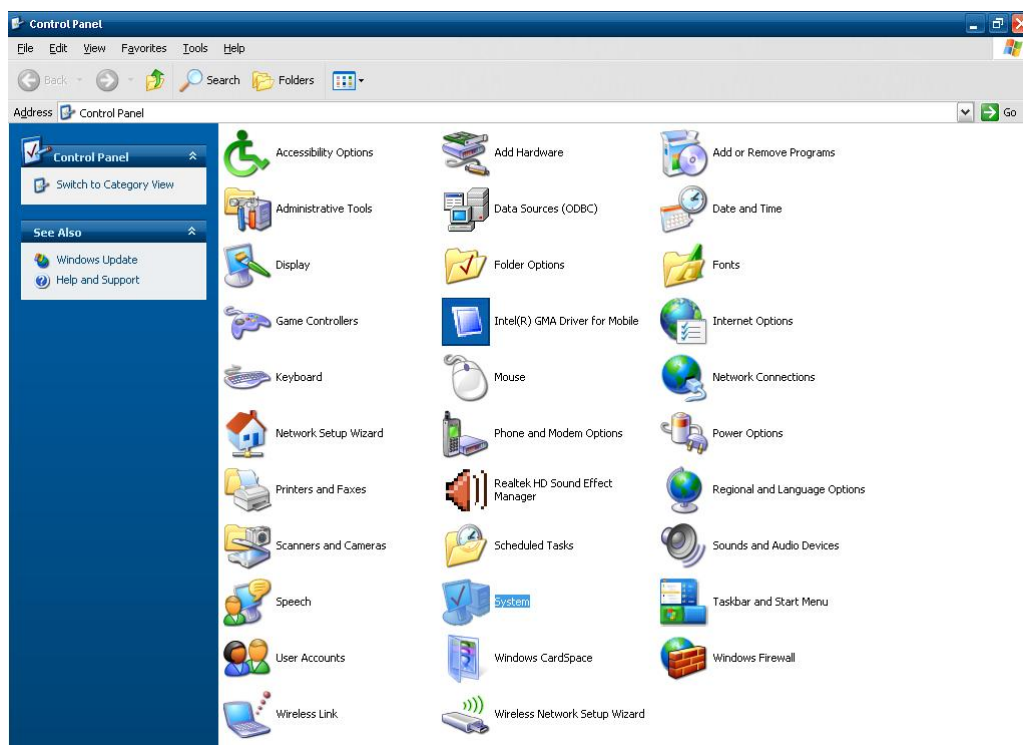 Control Panel
File Edit View Favorites Tools Help
Back Search Folders
Address Control Panel Go
Control Panel
Switch to Category View
See Also
Windows Update
Help and Support
Accessibility Options
Add Hardware
Add or Remove Programs
Administrative Tools
Data Sources (ODBC)
Date and Time
Display
Folder Options
Fonts
Game Controllers
Intel(R) GMA Driver for Mobile
Internet Options
Keyboard
Mouse
Network Connections
Network Setup Wizard
Phone and Modem Options
Power Options
Printers and Faxes
Realtek HD Sound Effect
Manager
Regional and Language Options
Scanners and Cameras
Scheduled Tasks
Sounds and Audio Devices
Speech
System
Taskbar and Start Menu
User Accounts
Windows CardSpace
Windows Firewall
Wireless Link
Wireless Network Setup Wizard